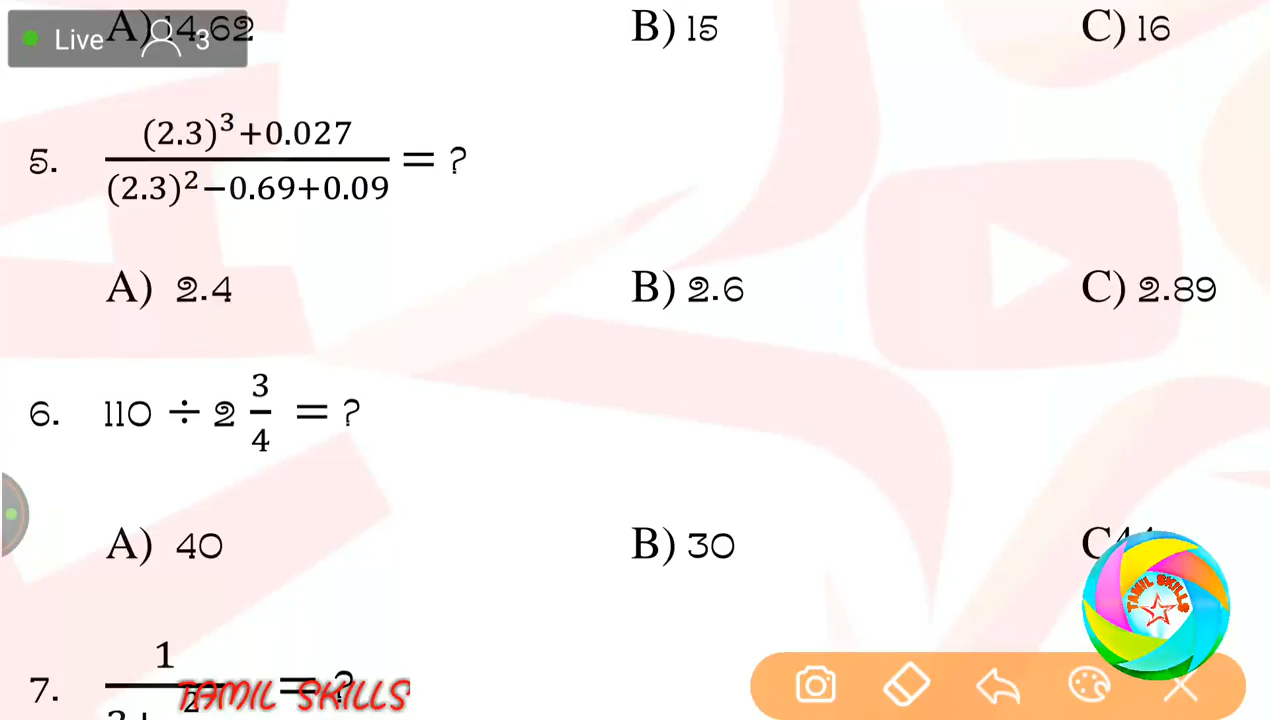 A) 14.62 B) 15 C) 16
Live 3
5. (2.3)³+0.027 / (2.3)²−0.69+0.09 = ?
A) 2.4 B) 2.6 C) 2.89
6. 110 ÷ 2 3/4 = ?
A) 40 B) 30 C
TAMIL SKILLS
7. 1 = ?
TAMIL SKILLS